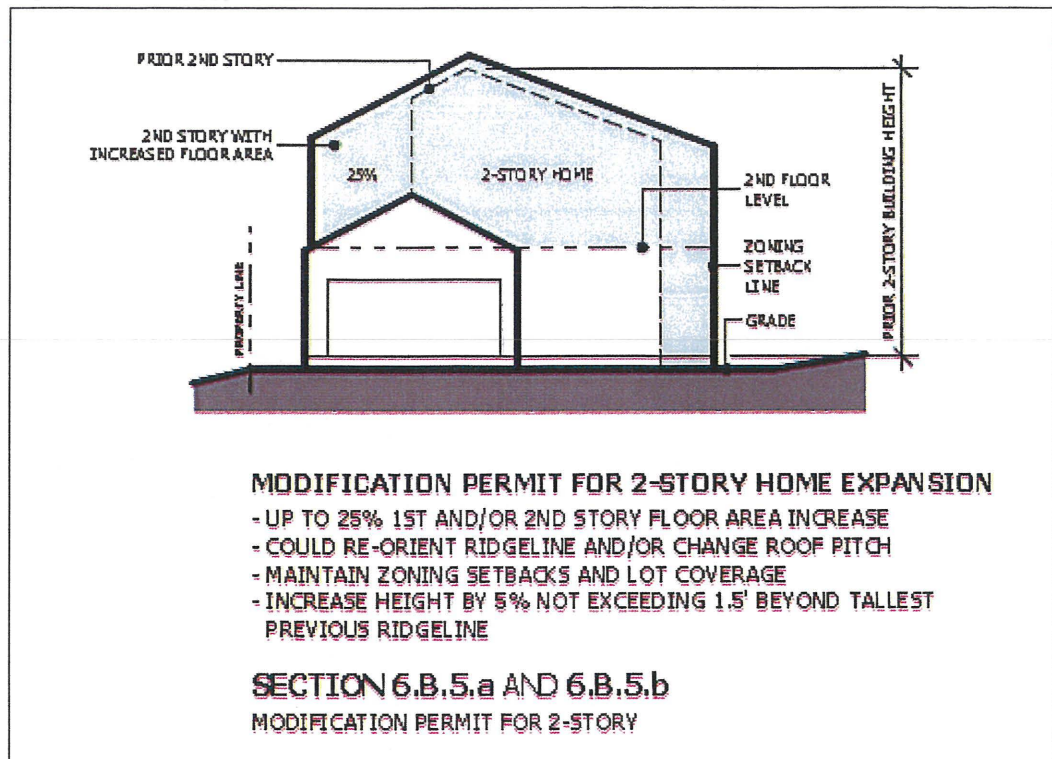 PRIOR 2ND STORY
2ND STORY WITH
INCREASED FLOOR AREA
25%
2-STORY HOME
2ND FLOOR
LEVEL
ZONING
SETBACK
LINE
GRADE
PROPERTY LINE
PRIOR 2-STORY BUILDING HEIGHT
MODIFICATION PERMIT FOR 2-STORY HOME EXPANSION
- UP TO 25% 1ST AND/OR 2ND STORY FLOOR AREA INCREASE
- COULD RE-ORIENT RIDGELINE AND/OR CHANGE ROOF PITCH
- MAINTAIN ZONING SETBACKS AND LOT COVERAGE
- INCREASE HEIGHT BY 5% NOT EXCEEDING 1.5' BEYOND TALLEST
PREVIOUS RIDGELINE
SECTION 6.B.5.a AND 6.B.5.b
MODIFICATION PERMIT FOR 2-STORY